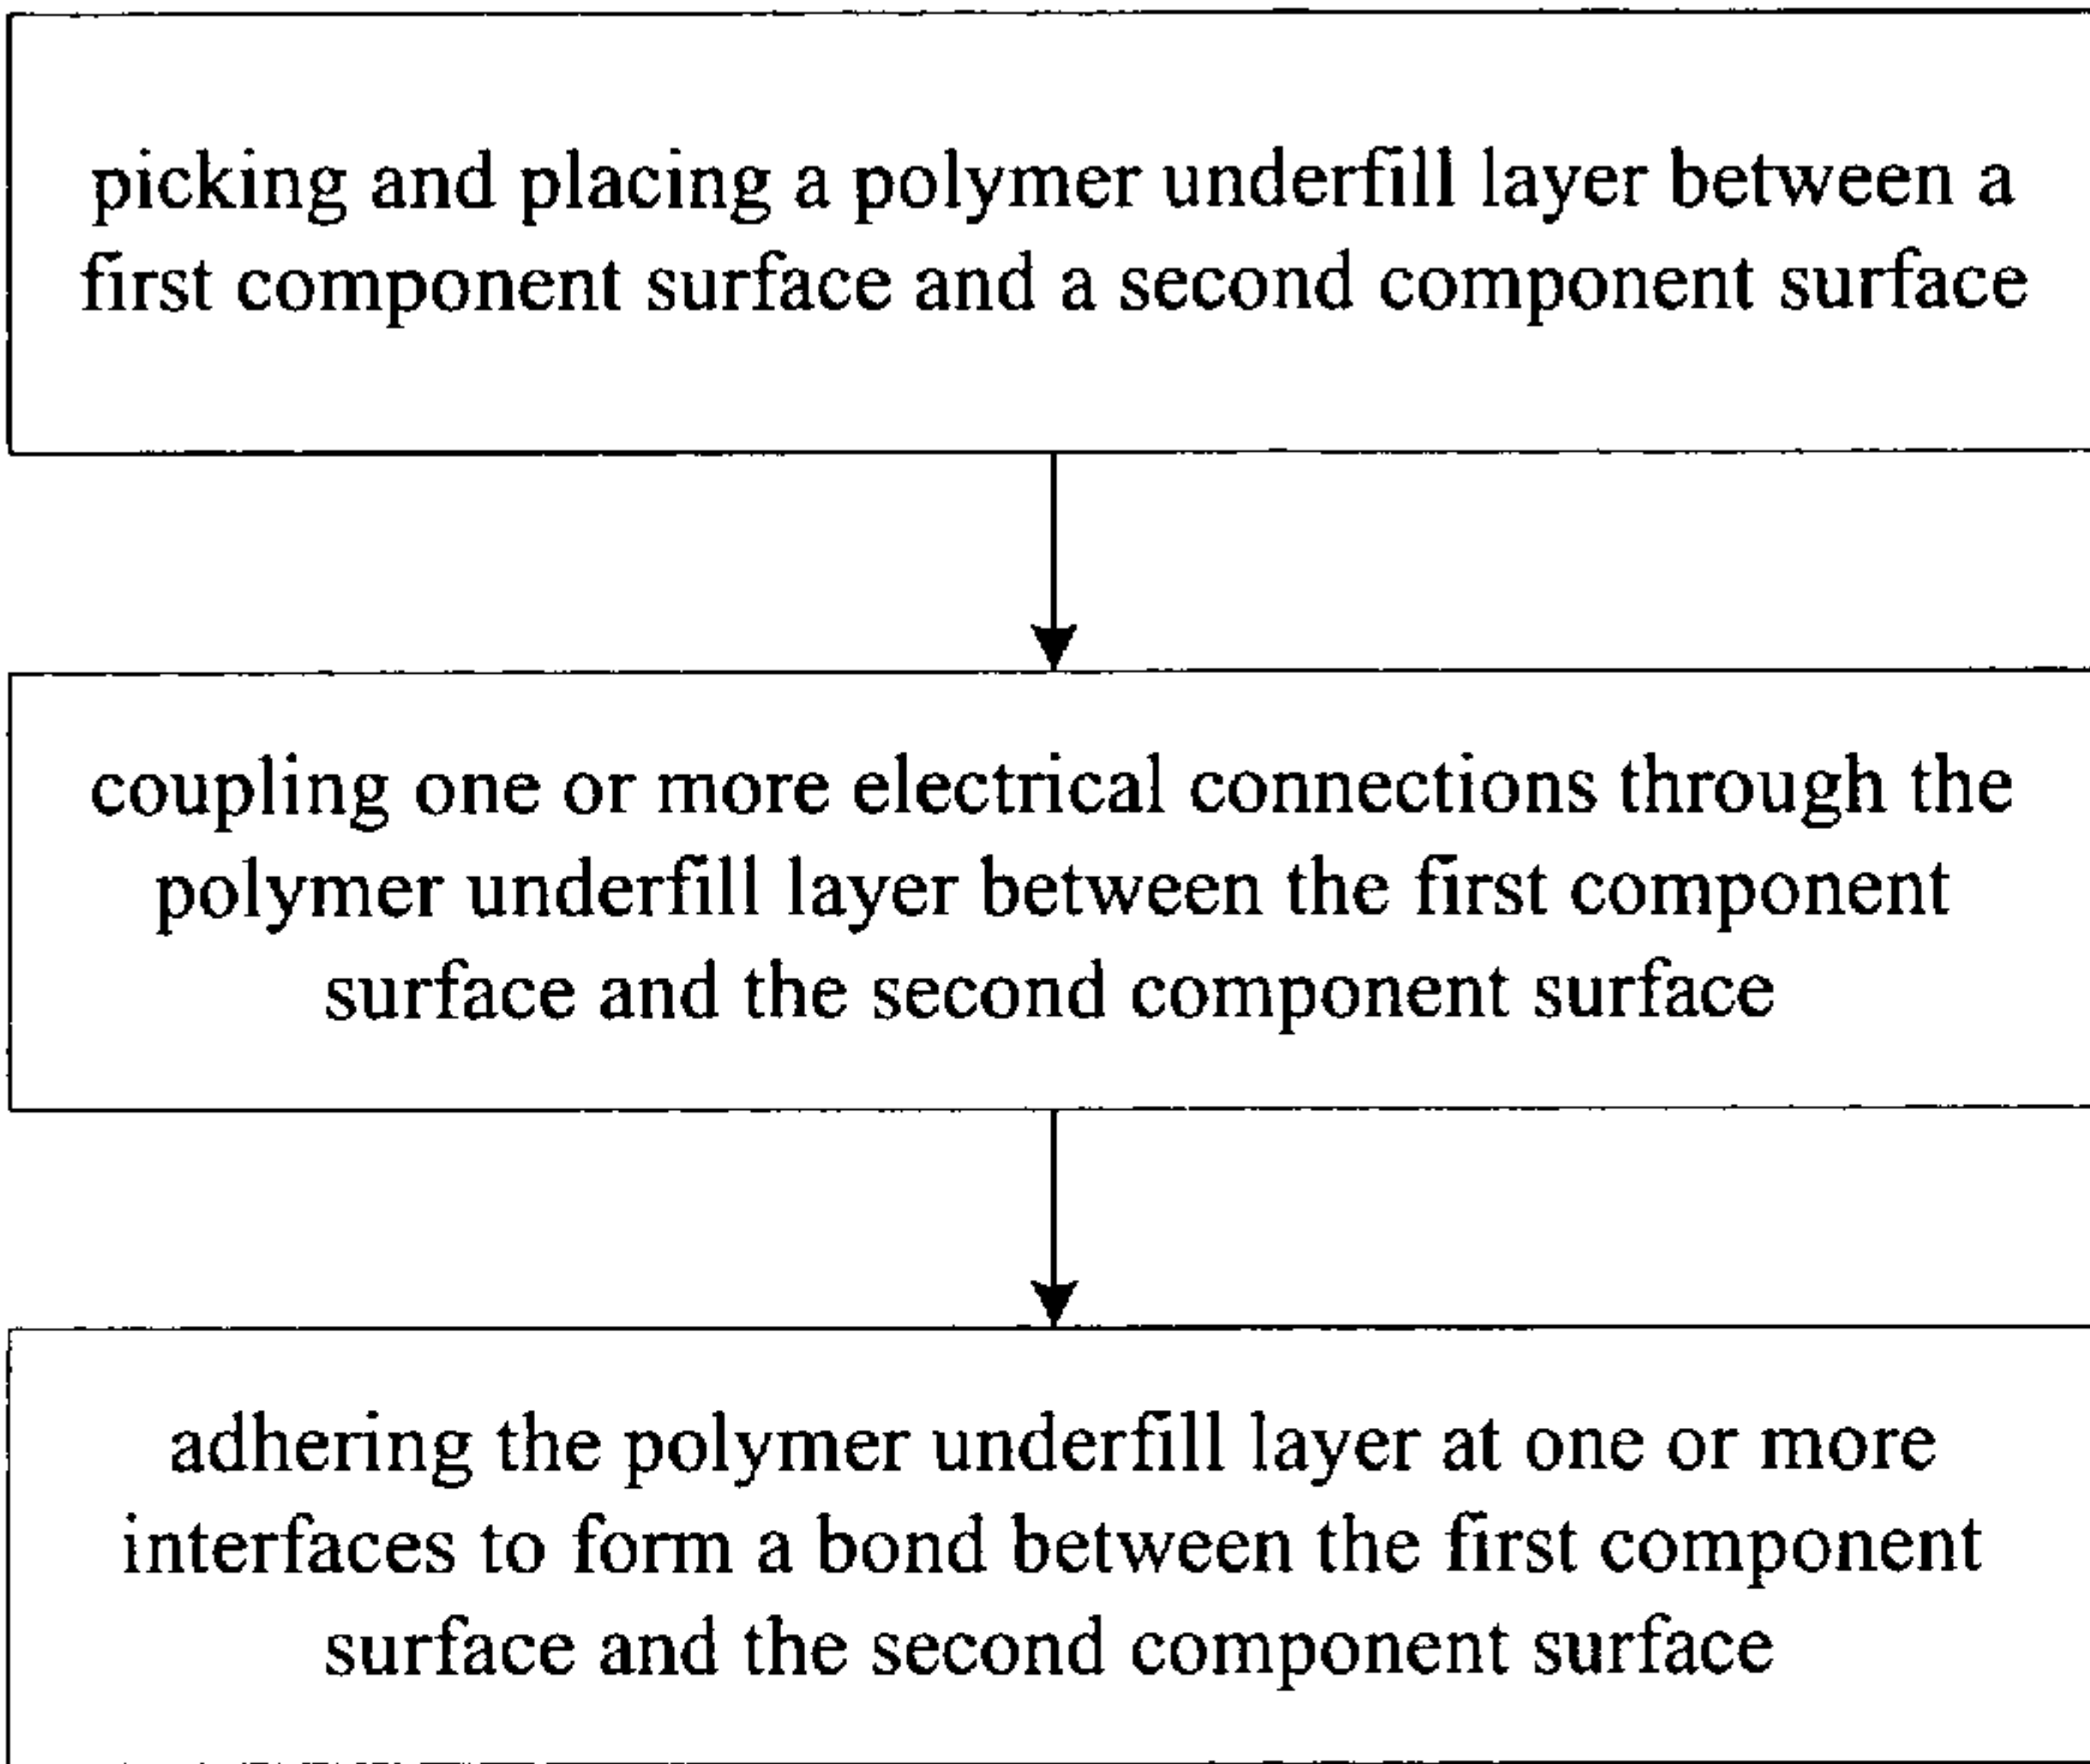 picking and placing a polymer underfill layer between a
first component surface and a second component surface
coupling one or more electrical connections through the
polymer underfill layer between the first component
surface and the second component surface
adhering the polymer underfill layer at one or more
interfaces to form a bond between the first component
surface and the second component surface